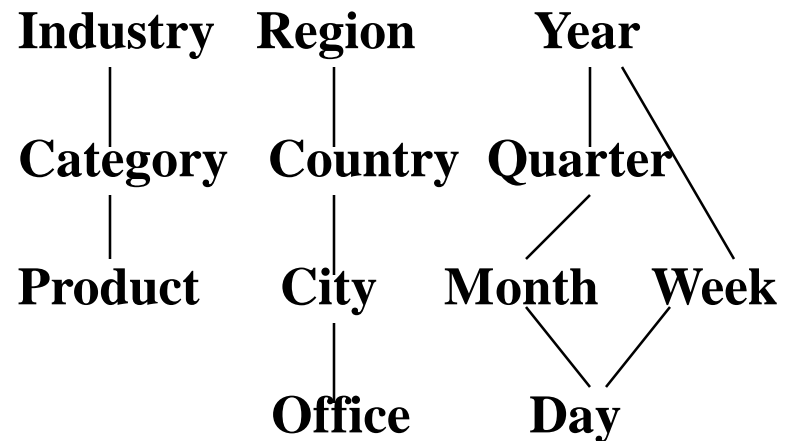 Industry Region Year
Category Country Quarter
Product City Month Week
Office Day